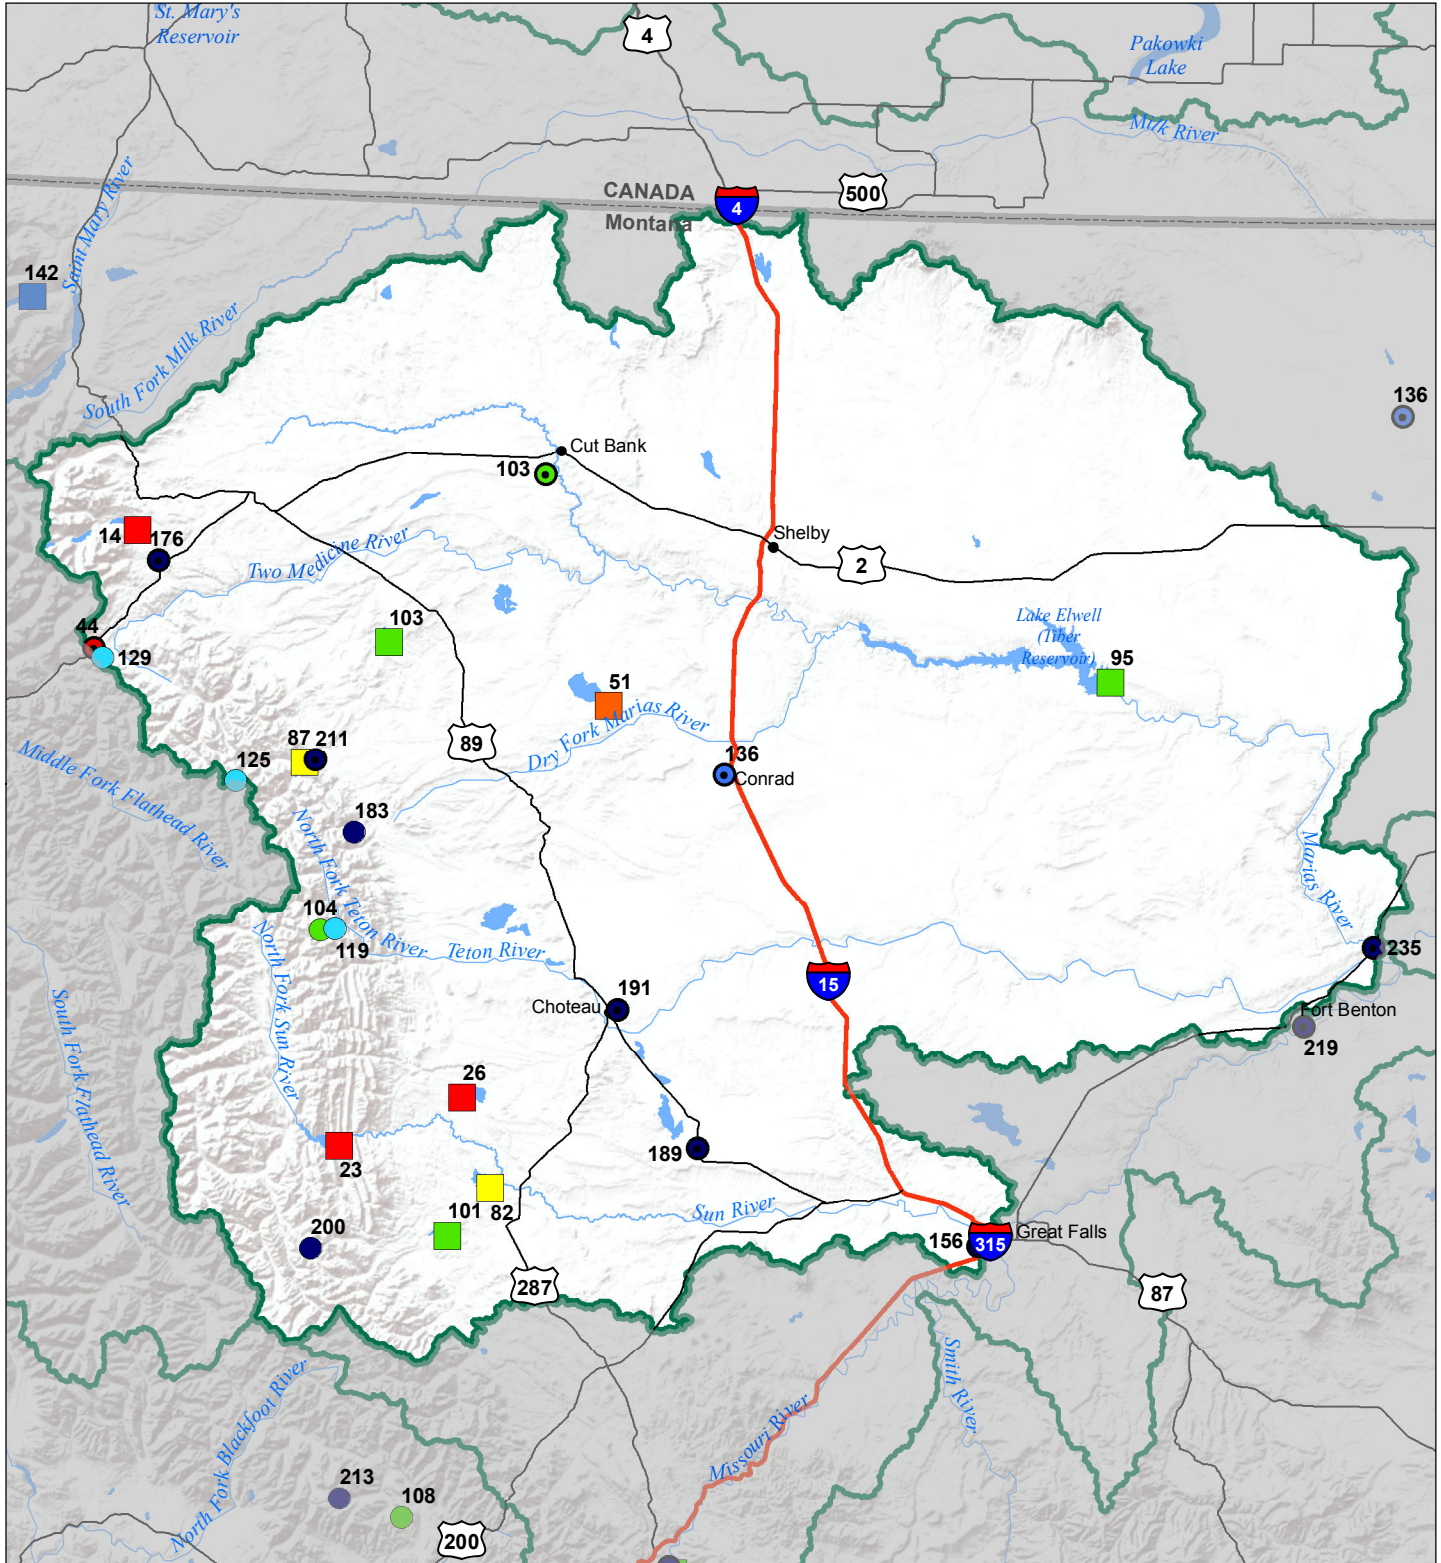 St. Mary's
Reservoir
4
Pakowki
Lake
Milk River
CANADA
Montana
4
500
Saint Mary River
142
South Fork Milk River
136
Cut Bank
103
14
176
Two Medicine River
Shelby
2
44
129
103
Lake Elwell
(Tiber
Reservoir)
95
51
Dry Fork Marias River
89
87
211
125
136
Conrad
Middle Fork Flathead River
183
North Fork Teton River
Marias River
104
119
Teton River
235
North Fork Sun River
15
191
Choteau
Fort Benton
219
South Fork Flathead River
26
23
189
82
101
Sun River
200
156
315
Great Falls
287
87
Smith River
Missouri River
North Fork Blackfoot River
213
108
200